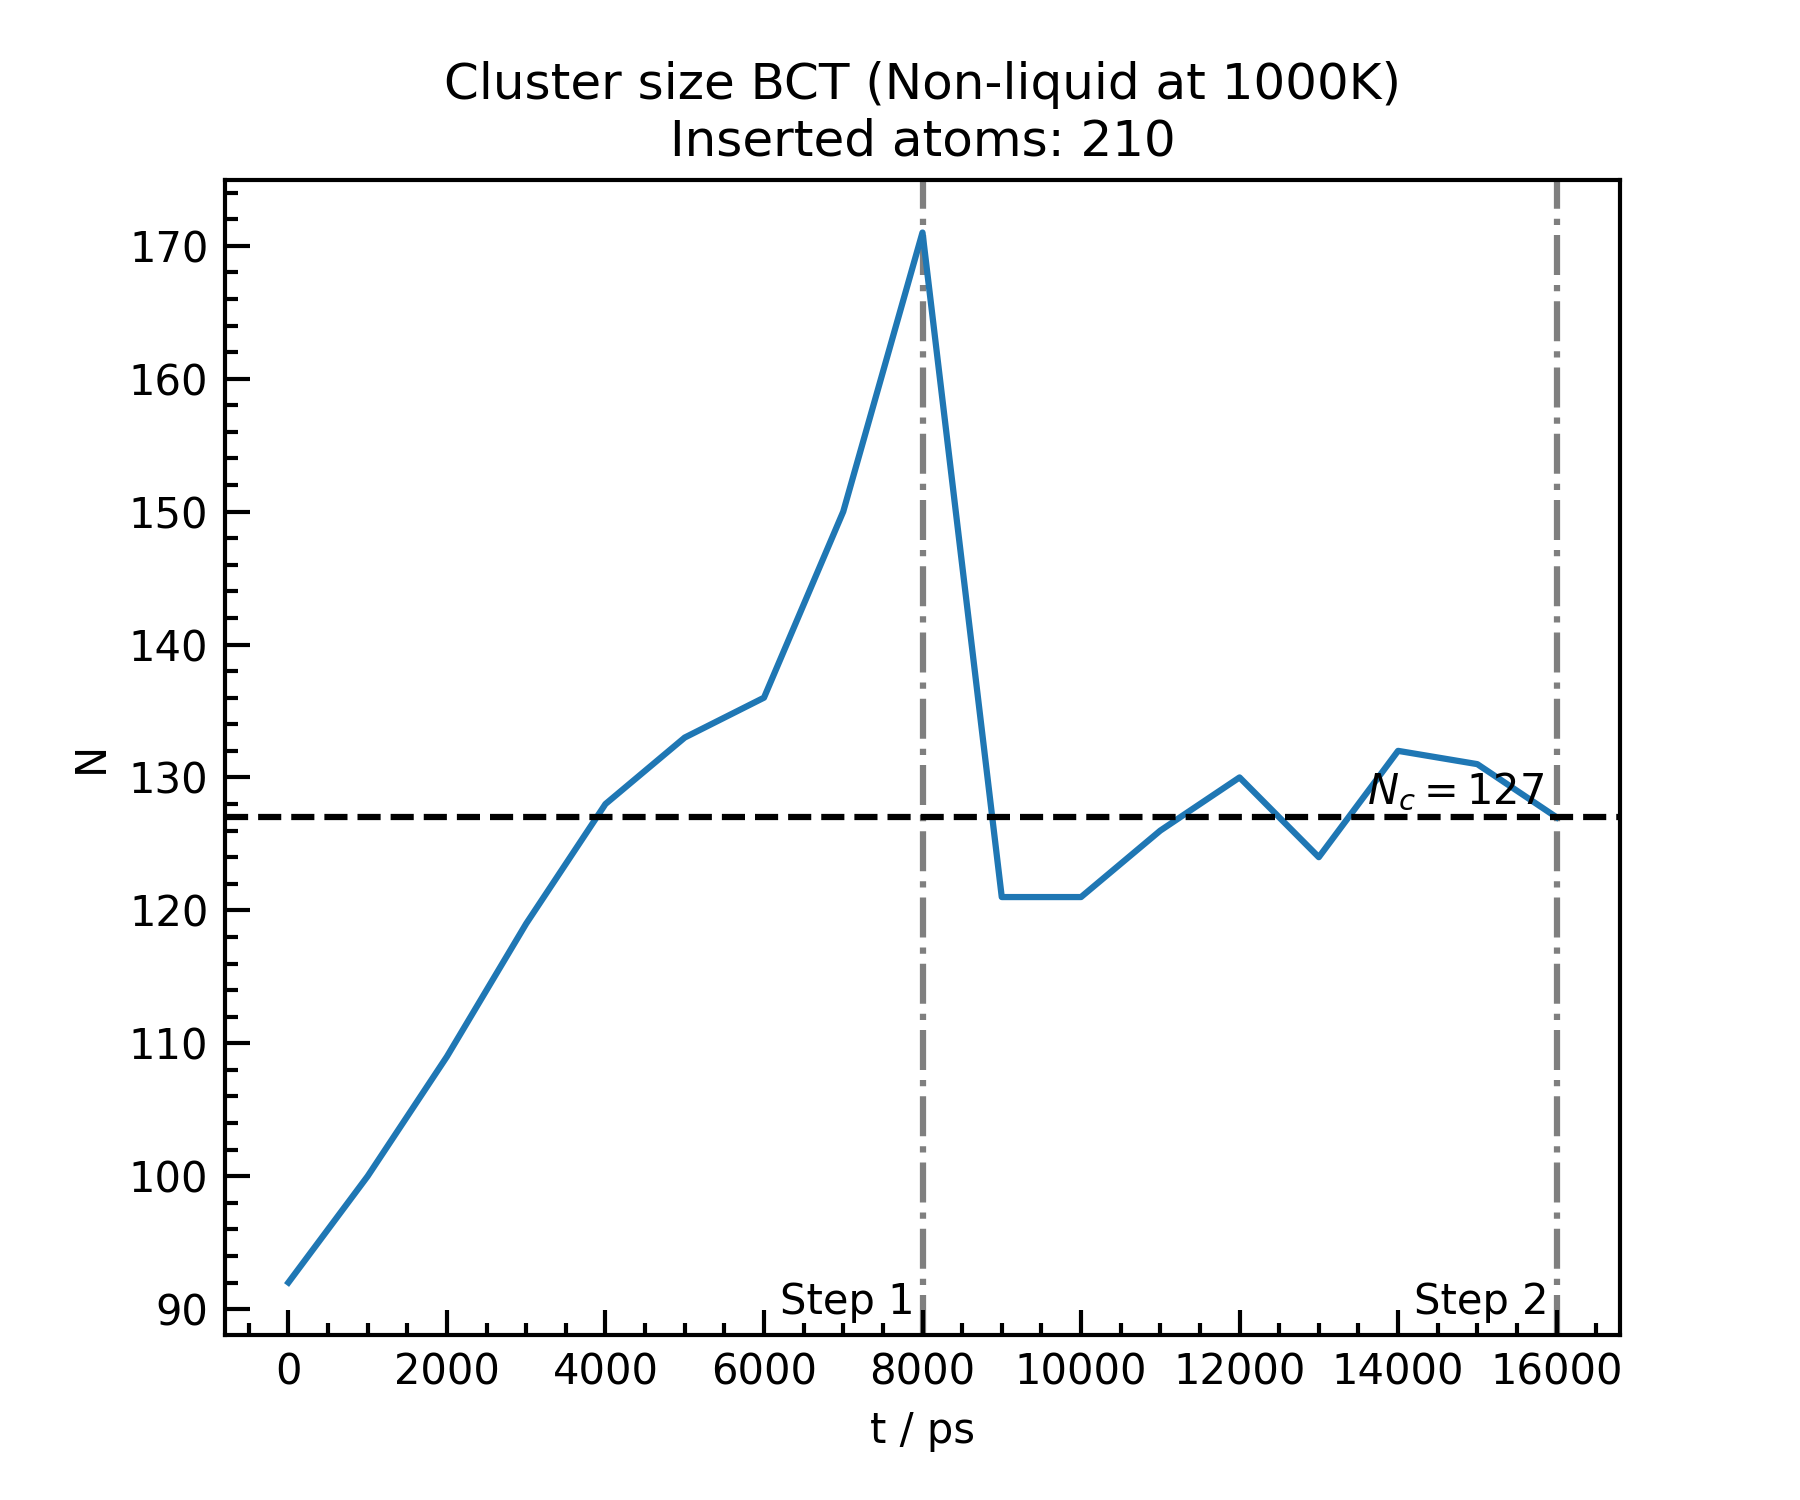 Cluster size BCT (Non-liquid at 1000K)
Inserted atoms: 210
170
160
150
140
130
120
110
100
90
N
N_c = 127
Step 1
Step 2
0 2000 4000 6000 8000 10000 12000 14000 16000
t / ps